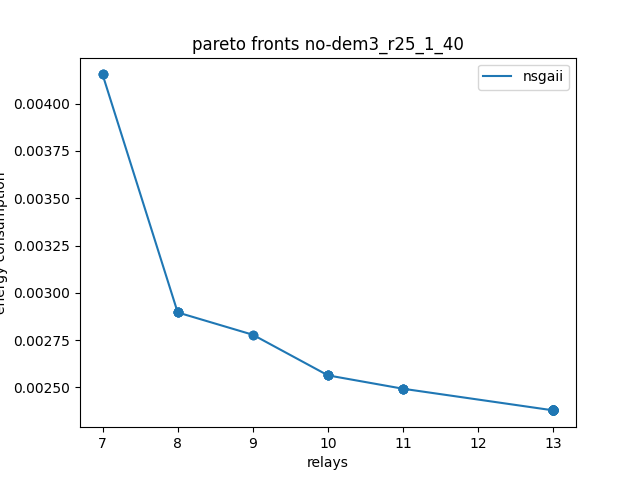 pareto fronts no-dem3_r25_1_40
nsgaii
0.00400
0.00375
0.00350
0.00325
0.00300
0.00275
0.00250
energy consumption
7 8 9 10 11 12 13
relays